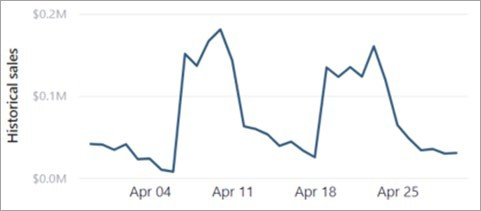 Historical sales
$0.2M
$0.1M
$0.0M
Apr 04 Apr 11 Apr 18 Apr 25